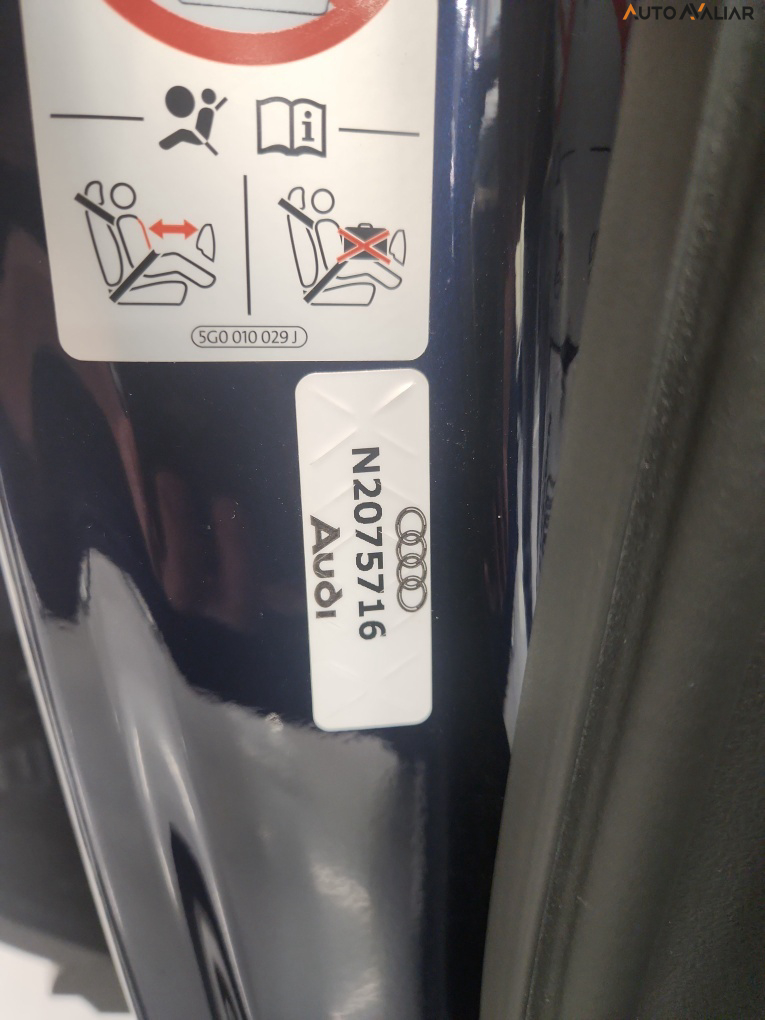 AUTO AVALIAR
i
5G0 010 029 J
N2075716
Audi